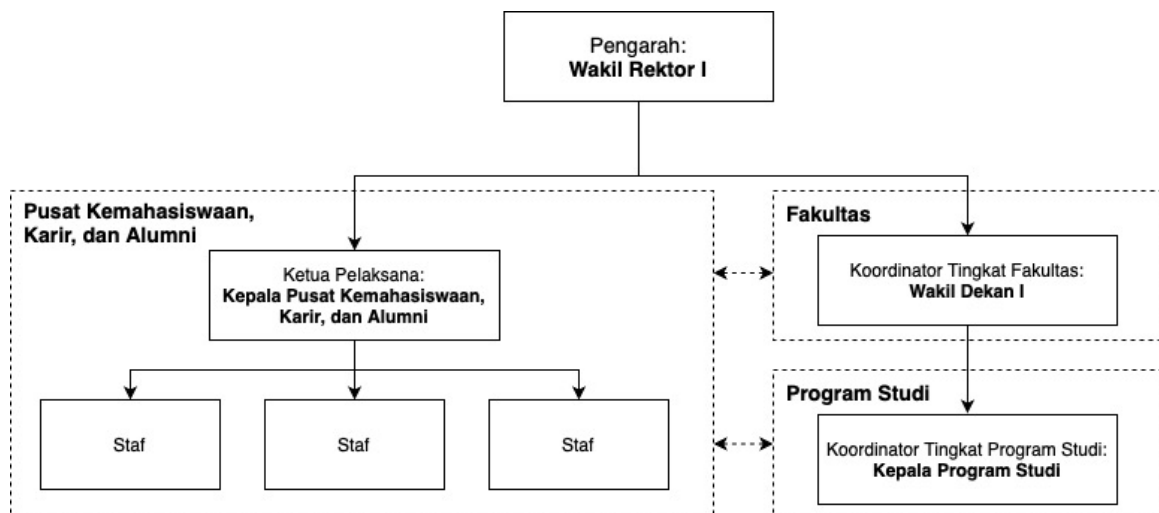 Pengarah:
Wakil Rektor I
Pusat Kemahasiswaan,
Karir, dan Alumni
Ketua Pelaksana:
Kepala Pusat Kemahasiswaan,
Karir, dan Alumni
Staf
Staf
Staf
Fakultas
Koordinator Tingkat Fakultas:
Wakil Dekan I
Program Studi
Koordinator Tingkat Program Studi:
Kepala Program Studi